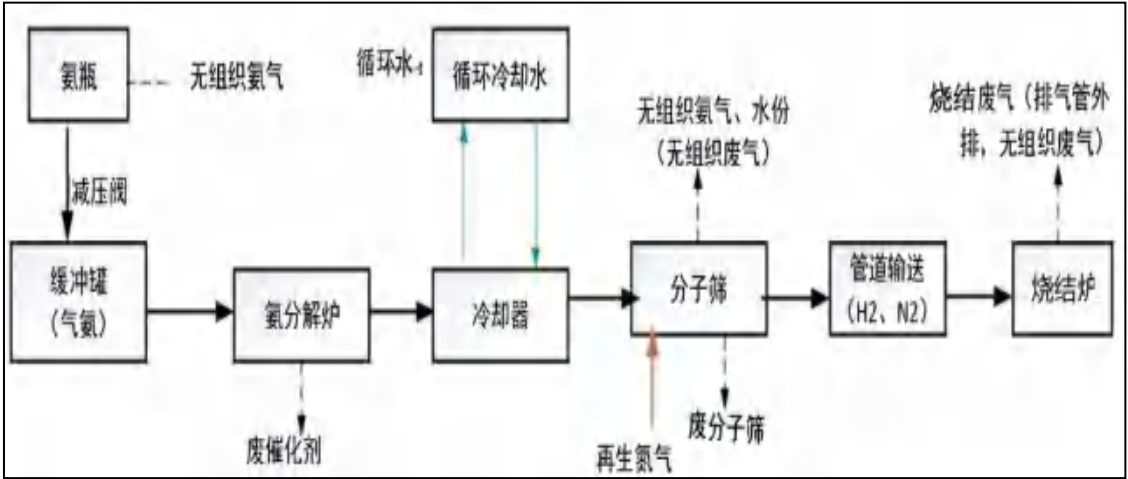 氨瓶
无组织氨气
循环水
循环冷却水
减压阀
无组织氨气、水份
（无组织废气）
烧结废气（排气管外
排，无组织废气）
缓冲罐
（气氨）
氨分解炉
冷却器
分子筛
管道输送
（H2、N2）
烧结炉
废催化剂
再生氮气
废分子筛